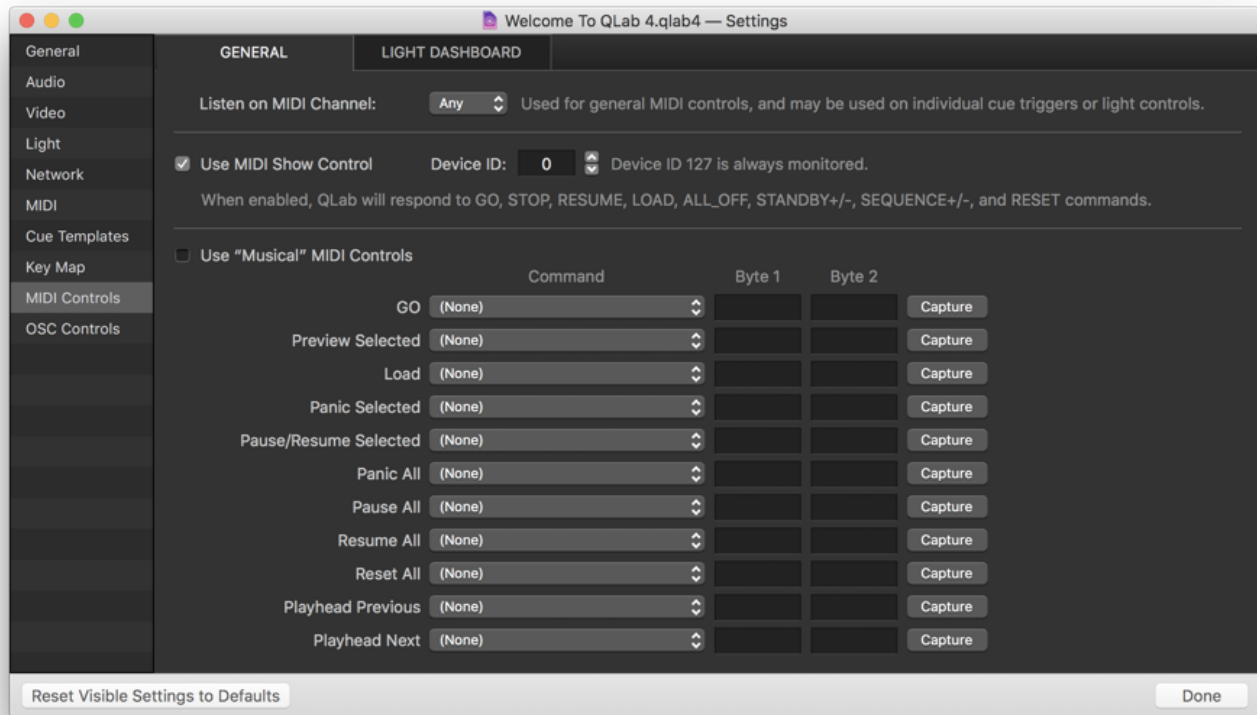 Welcome To QLab 4.qlab4 — Settings
General
Audio
Video
Light
Network
MIDI
Cue Templates
Key Map
MIDI Controls
OSC Controls
GENERAL LIGHT DASHBOARD
Listen on MIDI Channel: Any Used for general MIDI controls, and may be used on individual cue triggers or light controls.
Use MIDI Show Control Device ID: 0 Device ID 127 is always monitored.
When enabled, QLab will respond to GO, STOP, RESUME, LOAD, ALL_OFF, STANDBY+/-, SEQUENCE+/-, and RESET commands.
Use “Musical” MIDI Controls
Command Byte 1 Byte 2
GO (None) Capture
Preview Selected (None) Capture
Load (None) Capture
Panic Selected (None) Capture
Pause/Resume Selected (None) Capture
Panic All (None) Capture
Pause All (None) Capture
Resume All (None) Capture
Reset All (None) Capture
Playhead Previous (None) Capture
Playhead Next (None) Capture
Reset Visible Settings to Defaults Done